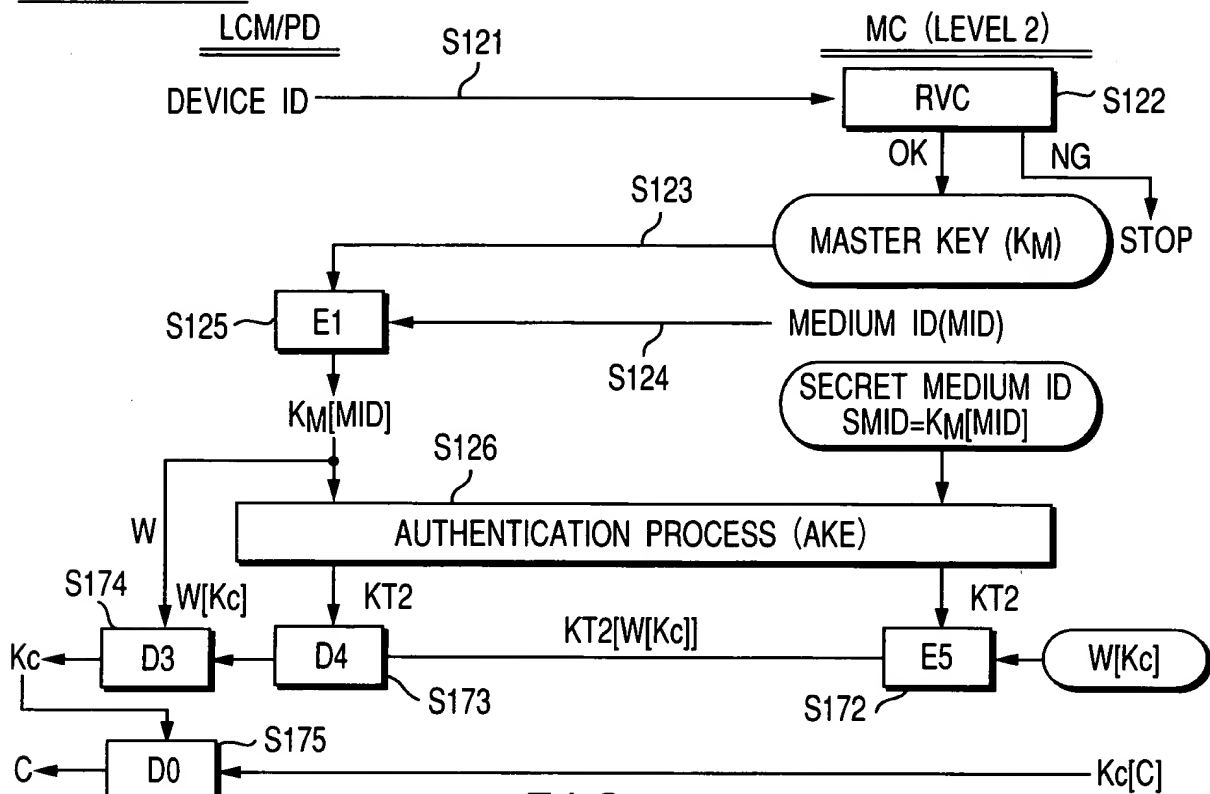 LCM/PD
MC (LEVEL 2)
S121
DEVICE ID
RVC
S122
OK
NG
S123
MASTER KEY (KM)
STOP
S125
E1
MEDIUM ID(MID)
S124
KM[MID]
SECRET MEDIUM ID
SMID=KM[MID]
S126
W
AUTHENTICATION PROCESS (AKE)
S174
W[Kc]
KT2
KT2
Kc
D3
D4
KT2[W[Kc]]
E5
W[Kc]
S173
S172
S175
C
D0
Kc[C]